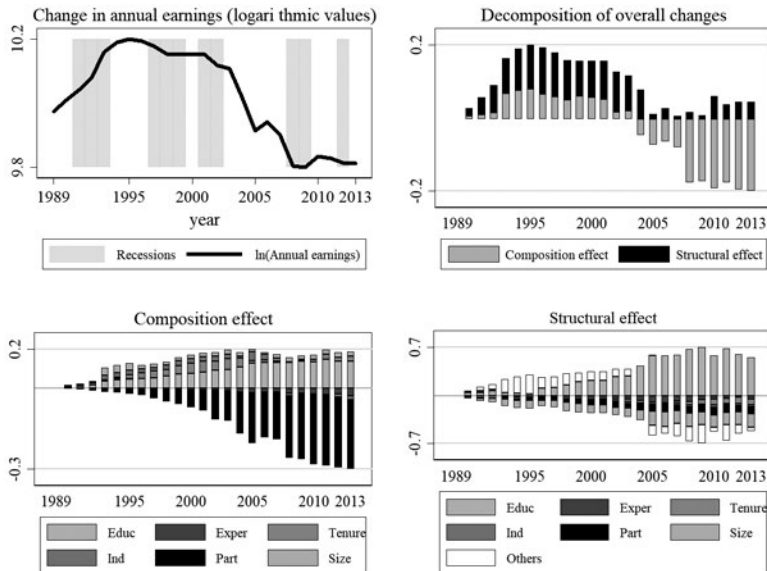 Change in annual earnings (logari thmic values)
10.2
9.8
1989 1995 2000 2005 2010 2013
year
Recessions ln(Annual earnings)
Decomposition of overall changes
0.2
-0.2
1989 1995 2000 2005 2010 2013
Composition effect Structural effect
Composition effect
0.2
-0.3
1989 1995 2000 2005 2010 2013
Educ Exper Tenure
Ind Part Size
Structural effect
0.7
-0.7
1989 1995 2000 2005 2010 2013
Educ Exper Tenure
Ind Part Size
Others